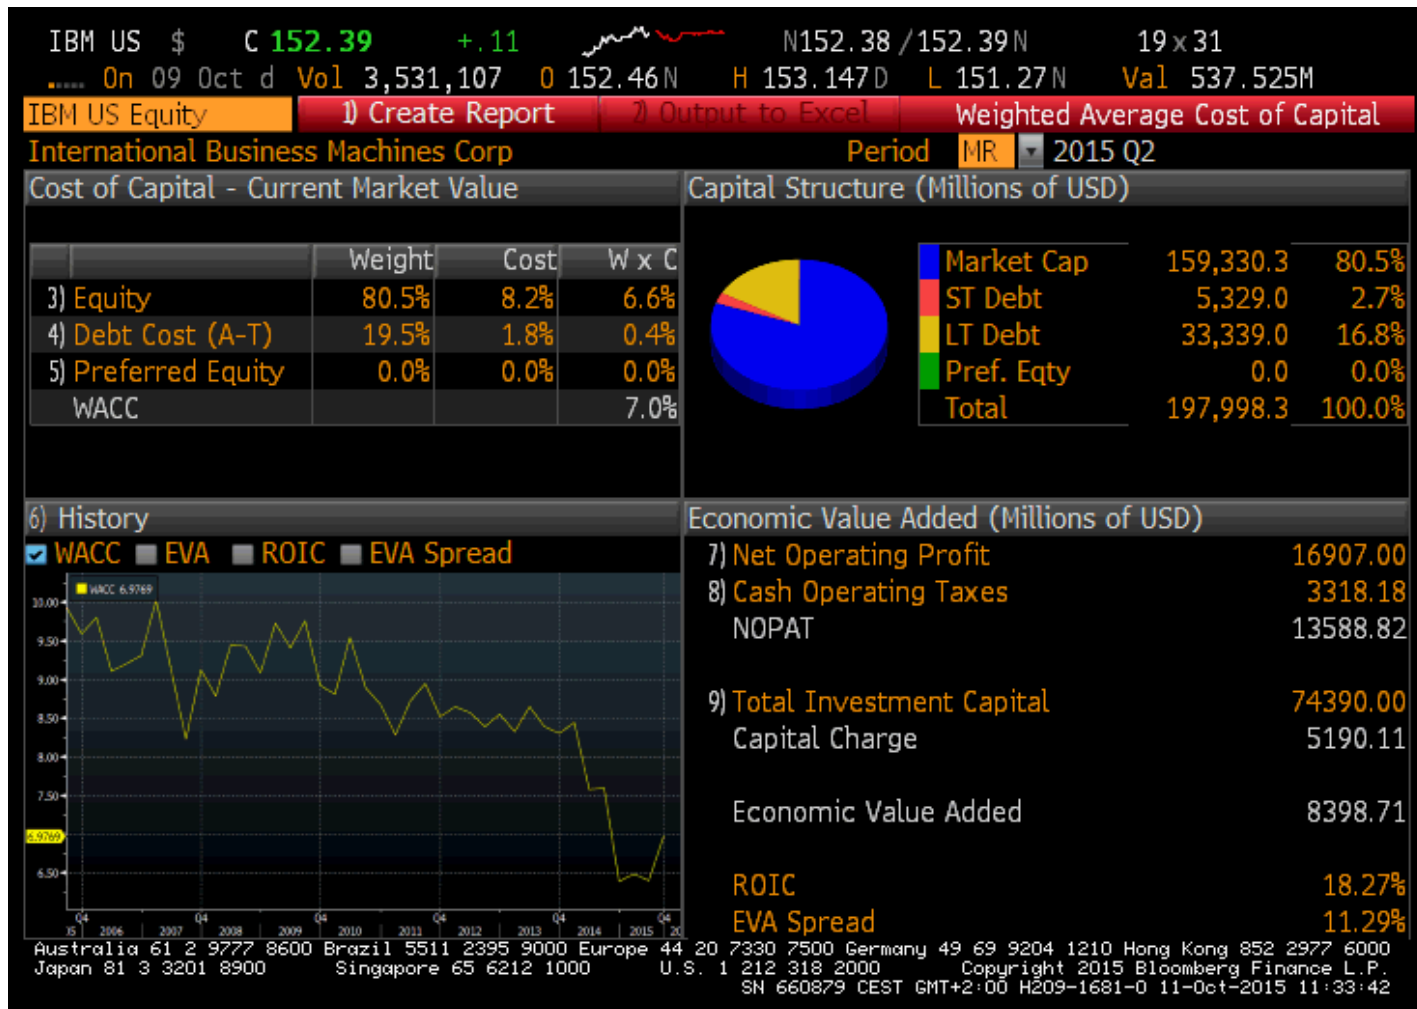 IBM US $ C 152.39 +.11 N152.38 /152.39N 19 x 31
On 09 Oct d Vol 3,531,107 O 152.46N H 153.147D L 151.27N Val 537.525M
IBM US Equity 1) Create Report 2) Output to Excel Weighted Average Cost of Capital
International Business Machines Corp Period MR 2015 Q2
Cost of Capital - Current Market Value
Weight Cost W x C
3) Equity 80.5% 8.2% 6.6%
4) Debt Cost (A-T) 19.5% 1.8% 0.4%
5) Preferred Equity 0.0% 0.0% 0.0%
WACC 7.0%
Capital Structure (Millions of USD)
Market Cap 159,330.3 80.5%
ST Debt 5,329.0 2.7%
LT Debt 33,339.0 16.8%
Pref. Eqty 0.0 0.0%
Total 197,998.3 100.0%
6) History
WACC EVA ROIC EVA Spread
WACC 6.9769
10.00
9.50
9.00
8.50
8.00
7.50
6.9769
6.50
Q4 Q4 Q4 Q4 Q4 Q4
2006 2007 2008 2009 2010 2011 2012 2013 2014 2015
Economic Value Added (Millions of USD)
7) Net Operating Profit 16907.00
8) Cash Operating Taxes 3318.18
NOPAT 13588.82
9) Total Investment Capital 74390.00
Capital Charge 5190.11
Economic Value Added 8398.71
ROIC 18.27%
EVA Spread 11.29%
Australia 61 2 9777 8600 Brazil 5511 2395 9000 Europe 44 20 7330 7500 Germany 49 69 9204 1210 Hong Kong 852 2977 6000
Japan 81 3 3201 8900 Singapore 65 6212 1000 U.S. 1 212 318 2000 Copyright 2015 Bloomberg Finance L.P.
SN 660879 CEST GMT+2:00 H209-1681-0 11-Oct-2015 11:33:42